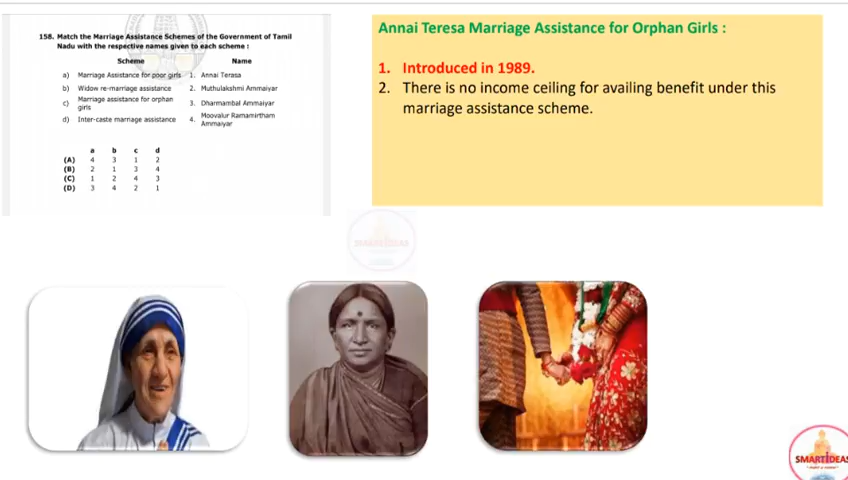 158. Match the Marriage Assistance Schemes of the Government of Tamil
Nadu with the respective names given to each scheme :
Scheme Name
a) Marriage Assistance for poor girls 1. Annai Terasa
b) Widow re-marriage assistance 2. Muthulakshmi Ammaiyar
c) Marriage assistance for orphan girls 3. Dharmambal Ammaiyar
d) Inter-caste marriage assistance 4. Moovalur Ramamirtham Ammaiyar
a b c d
(A) 4 3 1 2
(B) 2 1 3 4
(C) 1 2 4 3
(D) 3 4 2 1
Annai Teresa Marriage Assistance for Orphan Girls :
1. Introduced in 1989.
2. There is no income ceiling for availing benefit under this
marriage assistance scheme.
SMARTIDEAS
SMARTIDEAS